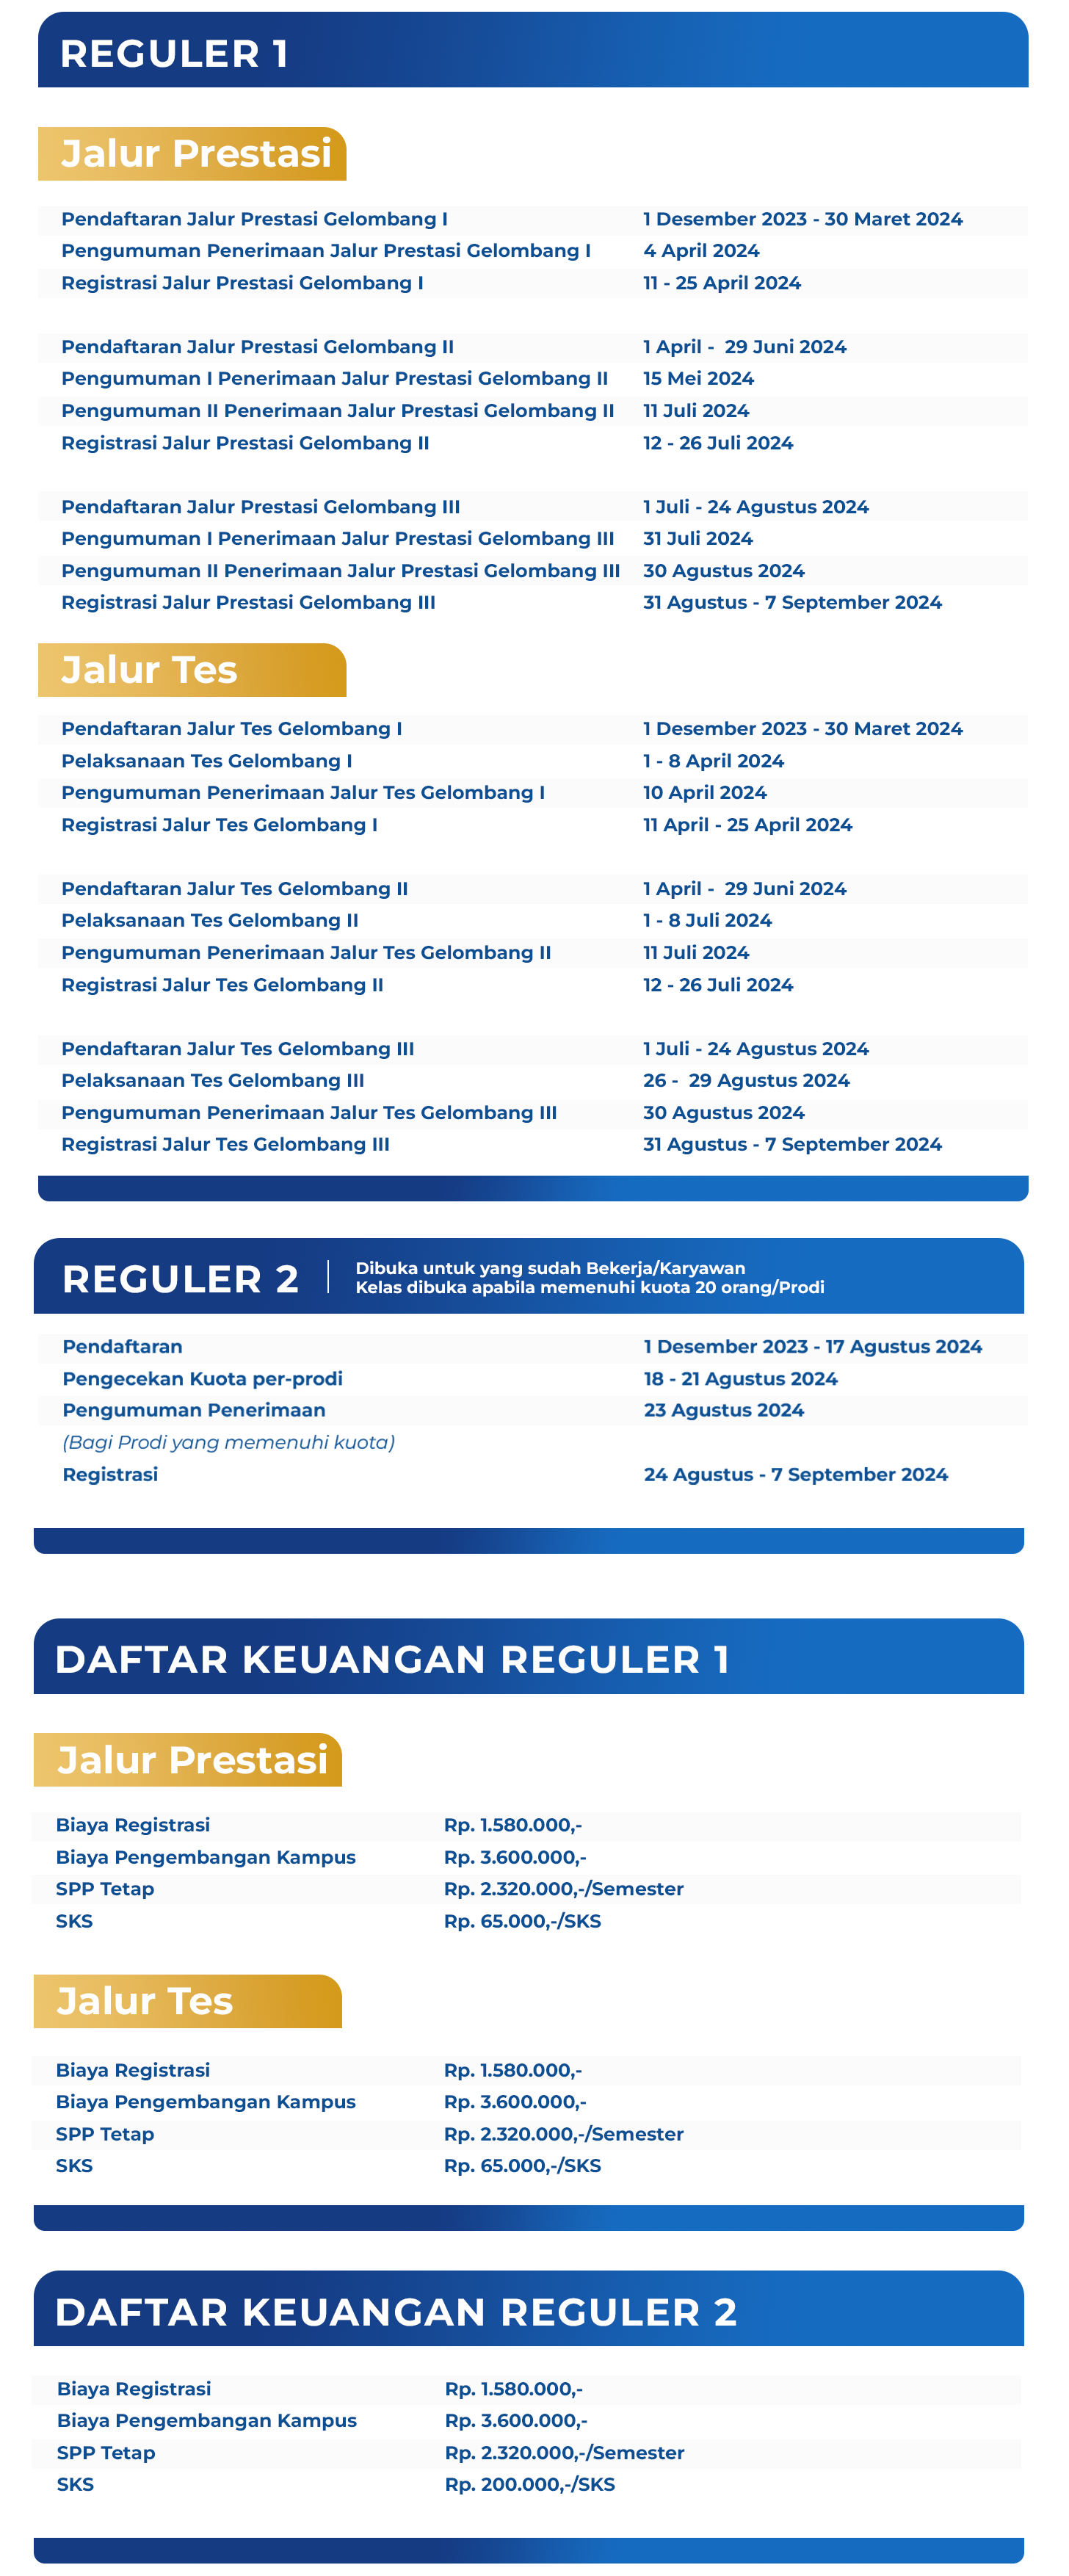 REGULER 1
Jalur Prestasi
Pendaftaran Jalur Prestasi Gelombang I 1 Desember 2023 - 30 Maret 2024
Pengumuman Penerimaan Jalur Prestasi Gelombang I 4 April 2024
Registrasi Jalur Prestasi Gelombang I 11 - 25 April 2024
Pendaftaran Jalur Prestasi Gelombang II 1 April - 29 Juni 2024
Pengumuman I Penerimaan Jalur Prestasi Gelombang II 15 Mei 2024
Pengumuman II Penerimaan Jalur Prestasi Gelombang II 11 Juli 2024
Registrasi Jalur Prestasi Gelombang II 12 - 26 Juli 2024
Pendaftaran Jalur Prestasi Gelombang III 1 Juli - 24 Agustus 2024
Pengumuman I Penerimaan Jalur Prestasi Gelombang III 31 Juli 2024
Pengumuman II Penerimaan Jalur Prestasi Gelombang III 30 Agustus 2024
Registrasi Jalur Prestasi Gelombang III 31 Agustus - 7 September 2024
Jalur Tes
Pendaftaran Jalur Tes Gelombang I 1 Desember 2023 - 30 Maret 2024
Pelaksanaan Tes Gelombang I 1 - 8 April 2024
Pengumuman Penerimaan Jalur Tes Gelombang I 10 April 2024
Registrasi Jalur Tes Gelombang I 11 April - 25 April 2024
Pendaftaran Jalur Tes Gelombang II 1 April - 29 Juni 2024
Pelaksanaan Tes Gelombang II 1 - 8 Juli 2024
Pengumuman Penerimaan Jalur Tes Gelombang II 11 Juli 2024
Registrasi Jalur Tes Gelombang II 12 - 26 Juli 2024
Pendaftaran Jalur Tes Gelombang III 1 Juli - 24 Agustus 2024
Pelaksanaan Tes Gelombang III 26 - 29 Agustus 2024
Pengumuman Penerimaan Jalur Tes Gelombang III 30 Agustus 2024
Registrasi Jalur Tes Gelombang III 31 Agustus - 7 September 2024
REGULER 2
Dibuka untuk yang sudah Bekerja/Karyawan
Kelas dibuka apabila memenuhi kuota 20 orang/Prodi
Pendaftaran 1 Desember 2023 - 17 Agustus 2024
Pengecekan Kuota per-prodi 18 - 21 Agustus 2024
Pengumuman Penerimaan 23 Agustus 2024
(Bagi Prodi yang memenuhi kuota)
Registrasi 24 Agustus - 7 September 2024
DAFTAR KEUANGAN REGULER 1
Jalur Prestasi
Biaya Registrasi Rp. 1.580.000,-
Biaya Pengembangan Kampus Rp. 3.600.000,-
SPP Tetap Rp. 2.320.000,-/Semester
SKS Rp. 65.000,-/SKS
Jalur Tes
Biaya Registrasi Rp. 1.580.000,-
Biaya Pengembangan Kampus Rp. 3.600.000,-
SPP Tetap Rp. 2.320.000,-/Semester
SKS Rp. 65.000,-/SKS
DAFTAR KEUANGAN REGULER 2
Biaya Registrasi Rp. 1.580.000,-
Biaya Pengembangan Kampus Rp. 3.600.000,-
SPP Tetap Rp. 2.320.000,-/Semester
SKS Rp. 200.000,-/SKS